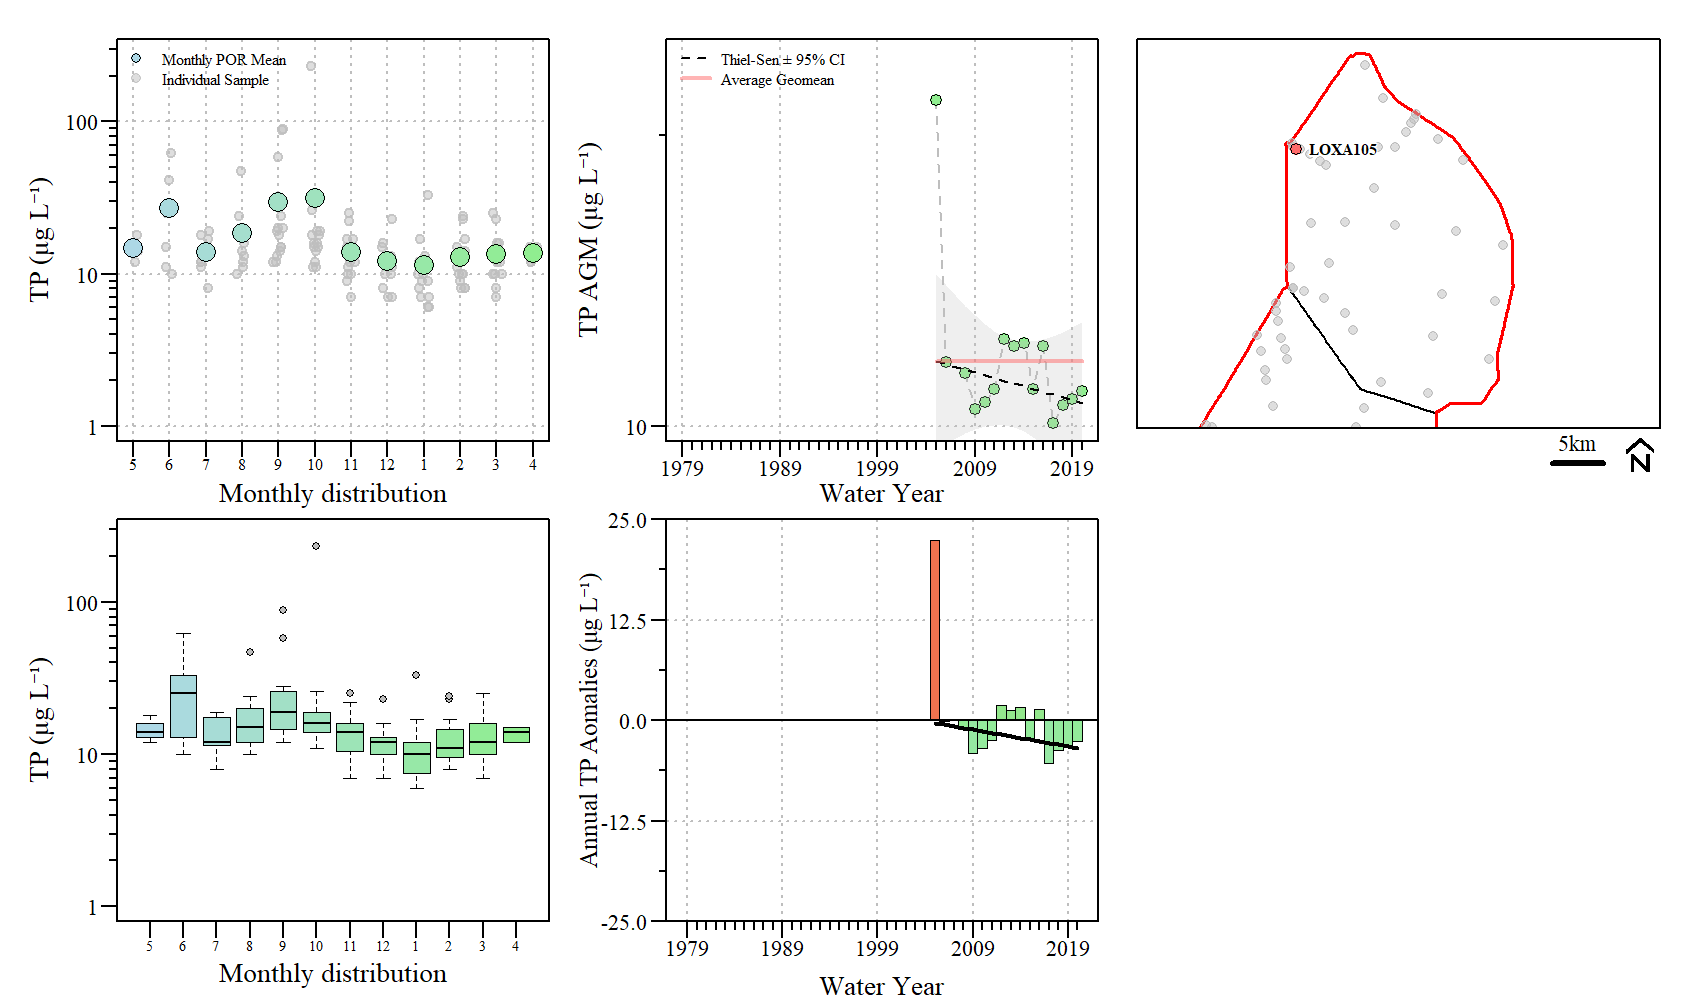 Monthly POR Mean
Individual Sample
100
10
1
TP (µg L⁻¹)
5 6 7 8 9 10 11 12 1 2 3 4
Monthly distribution
Thiel-Sen ± 95% CI
Average Geomean
10
TP AGM (µg L⁻¹)
1979 1989 1999 2009 2019
Water Year
LOXA105
5km
N
100
10
1
TP (µg L⁻¹)
5 6 7 8 9 10 11 12 1 2 3 4
Monthly distribution
25.0
12.5
0.0
-12.5
-25.0
Annual TP Aomalies (µg L⁻¹)
1979 1989 1999 2009 2019
Water Year